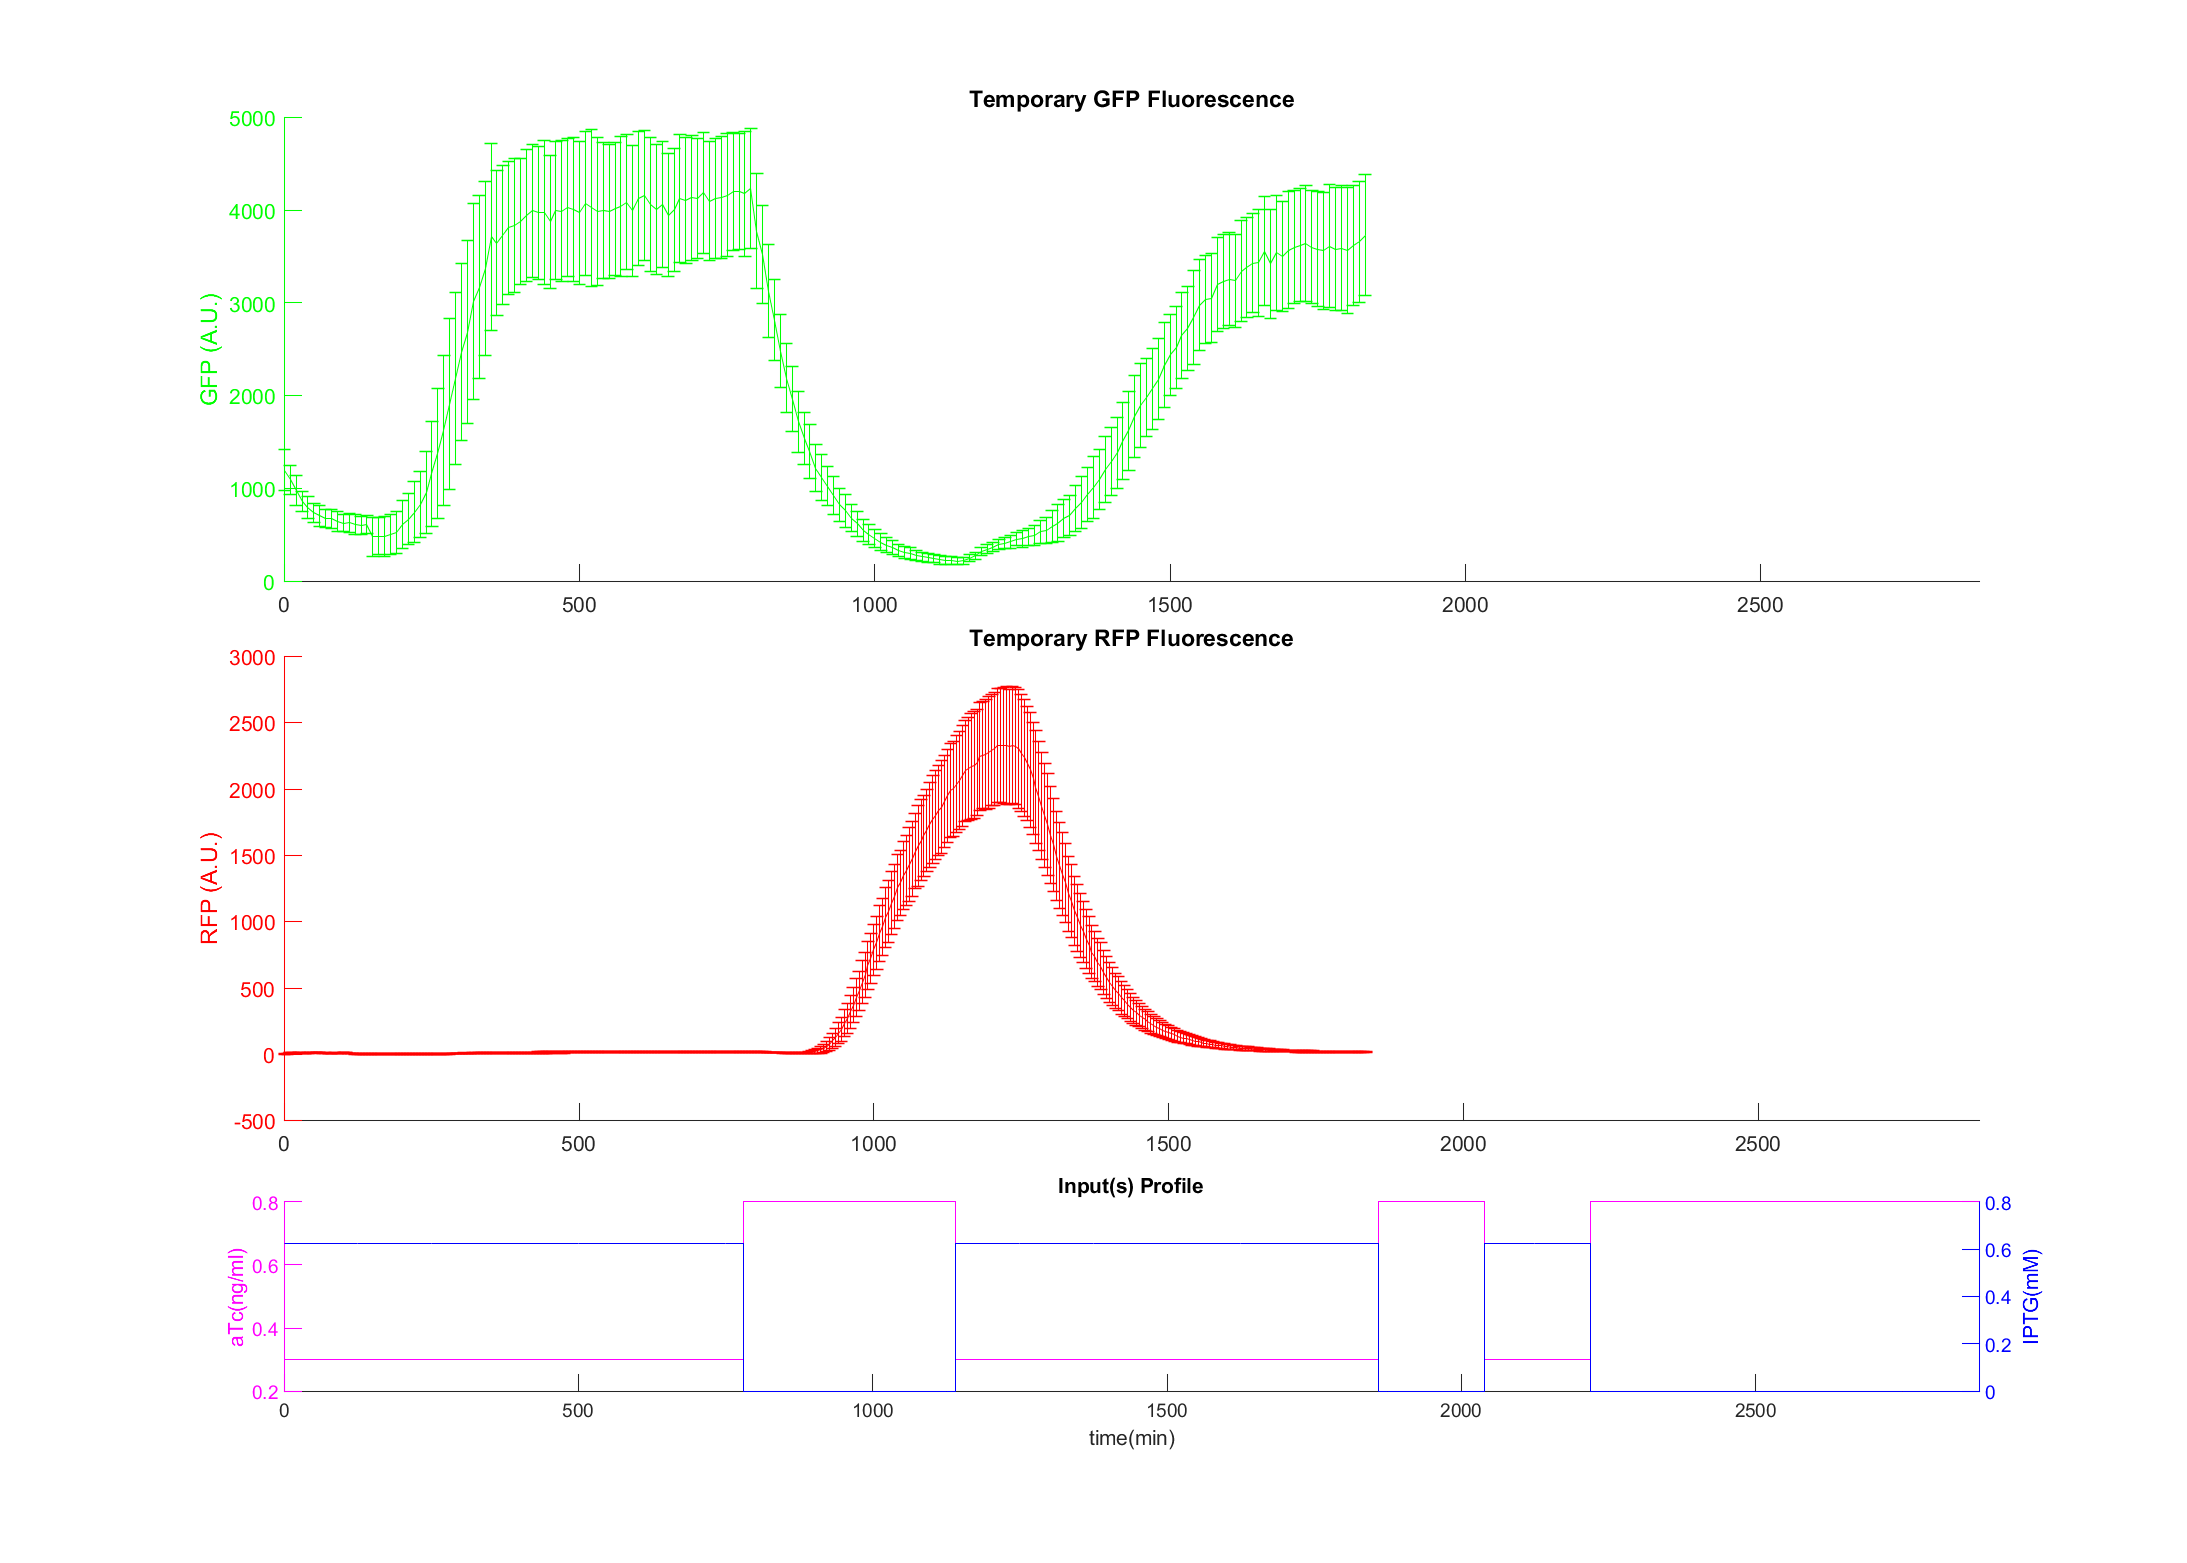 Temporary GFP Fluorescence
5000
4000
3000
2000
1000
0
GFP (A.U.)
0 500 1000 1500 2000 2500
Temporary RFP Fluorescence
3000
2500
2000
1500
1000
500
0
-500
RFP (A.U.)
0 500 1000 1500 2000 2500
Input(s) Profile
0.8
0.6
0.4
0.2
aTc(ng/ml)
0.8
0.6
0.4
0.2
0
IPTG(mM)
0 500 1000 1500 2000 2500
time(min)